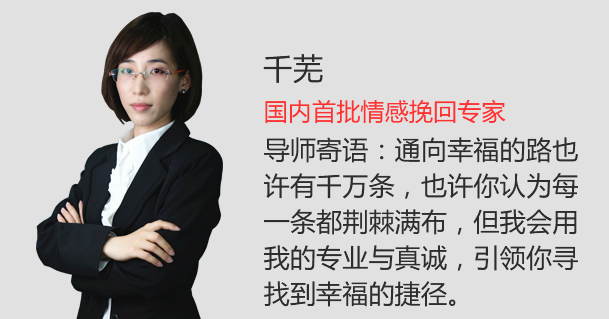 千芜
国内首批情感挽回专家
导师寄语：通向幸福的路也
许有千万条，也许你认为每
一条都荆棘满布，但我会用
我的专业与真诚，引领你寻
找到幸福的捷径。